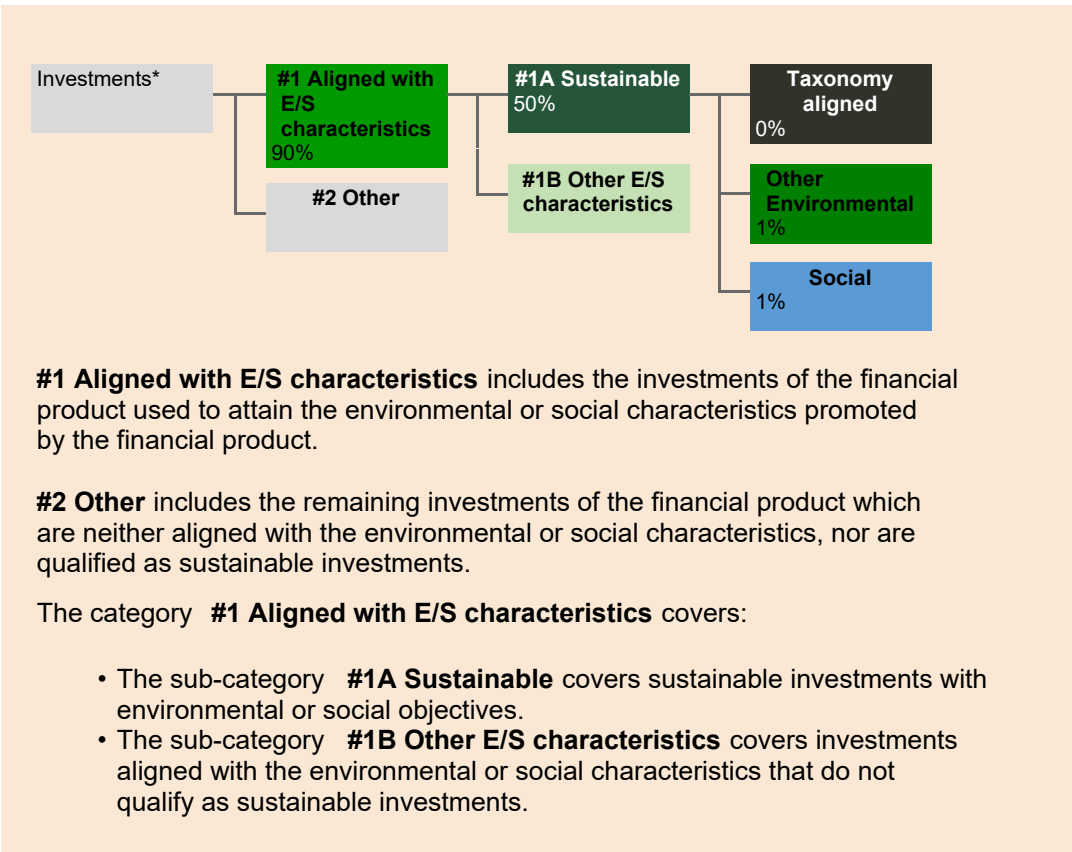 Investments*
#1 Aligned with
E/S
characteristics
90%
#2 Other
#1A Sustainable
50%
#1B Other E/S
characteristics
Taxonomy
aligned
0%
Other
Environmental
1%
Social
1%
#1 Aligned with E/S characteristics includes the investments of the financial
product used to attain the environmental or social characteristics promoted
by the financial product.
#2 Other includes the remaining investments of the financial product which
are neither aligned with the environmental or social characteristics, nor are
qualified as sustainable investments.
The category #1 Aligned with E/S characteristics covers:
• The sub-category #1A Sustainable covers sustainable investments with
environmental or social objectives.
• The sub-category #1B Other E/S characteristics covers investments
aligned with the environmental or social characteristics that do not
qualify as sustainable investments.